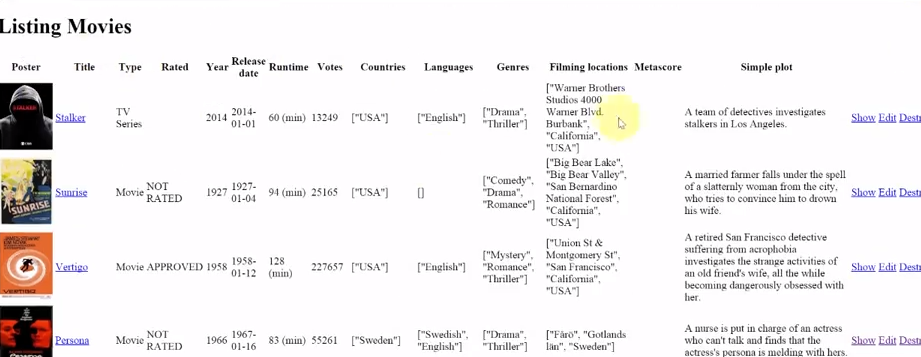 Listing Movies
Poster Title Type Rated Year Release date Runtime Votes Countries Languages Genres Filming locations Metascore Simple plot
STALKER
Stalker
TV Series
2014
2014-01-01
60 (min)
13249
["USA"]
["English"]
["Drama", "Thriller"]
["Warner Brothers Studios 4000 Warner Blvd. Burbank", "California", "USA"]
A team of detectives investigates stalkers in Los Angeles.
Show Edit Destr
SUNRISE
Sunrise
Movie
NOT RATED
1927
1927-01-04
94 (min)
25165
["USA"]
[]
["Comedy", "Drama", "Romance"]
["Big Bear Lake", "Big Bear Valley", "San Bernardino National Forest", "California", "USA"]
A married farmer falls under the spell of a slatternly woman from the city, who tries to convince him to drown his wife.
Show Edit Destr
VERTIGO
Vertigo
Movie
APPROVED
1958
1958-01-12
128 (min)
227657
["USA"]
["English"]
["Mystery", "Romance", "Thriller"]
["Union St & Montgomery St", "San Francisco", "California", "USA"]
A retired San Francisco detective suffering from acrophobia investigates the strange activities of an old friend's wife, all the while becoming dangerously obsessed with her.
Show Edit Destr
Persona
Movie
NOT RATED
1966
1967-01-16
83 (min)
55261
["Sweden"]
["Swedish", "English"]
["Drama", "Thriller"]
["Fårö", "Gotlands län", "Sweden"]
A nurse is put in charge of an actress who can't talk and finds that the actress's persona is melding with hers.
Show Edit Destr